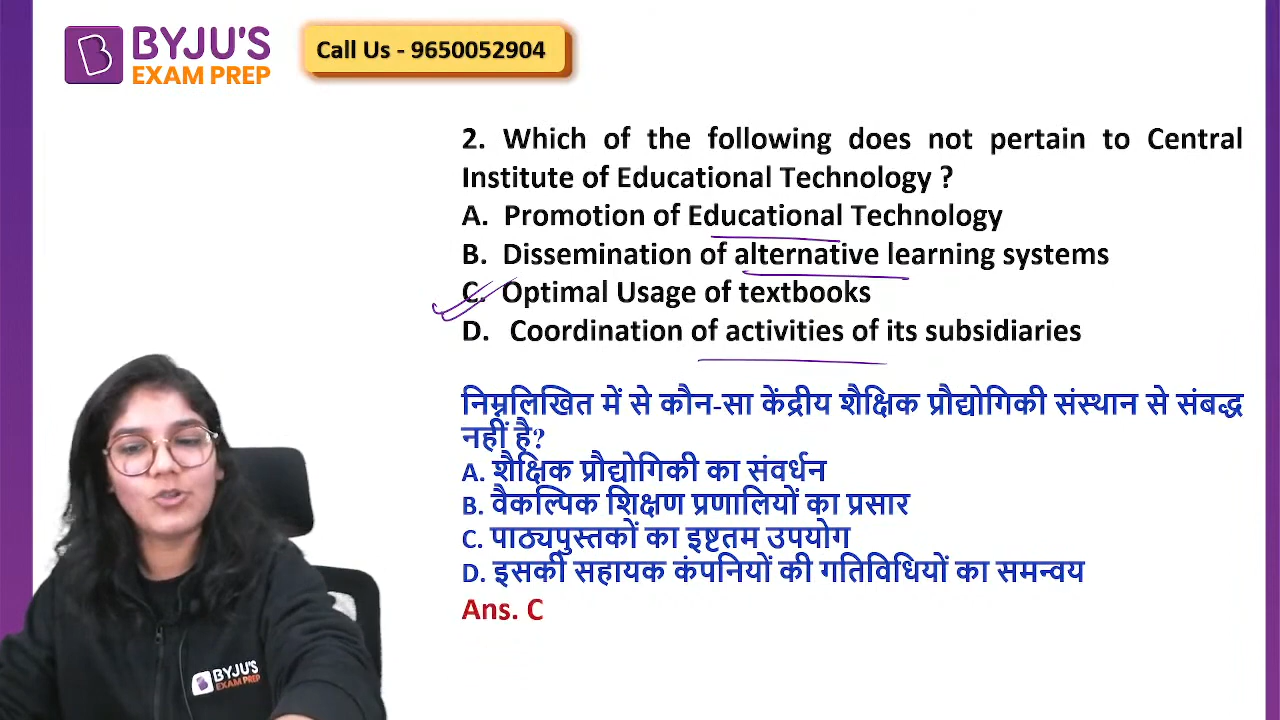 BYJU'S
EXAM PREP
Call Us - 9650052904
2. Which of the following does not pertain to Central
Institute of Educational Technology ?
A. Promotion of Educational Technology
B. Dissemination of alternative learning systems
C. Optimal Usage of textbooks
D. Coordination of activities of its subsidiaries
निम्नलिखित में से कौन-सा केंद्रीय शैक्षिक प्रौद्योगिकी संस्थान से संबद्ध
नहीं है?
A. शैक्षिक प्रौद्योगिकी का संवर्धन
B. वैकल्पिक शिक्षण प्रणालियों का प्रसार
C. पाठ्यपुस्तकों का इष्टतम उपयोग
D. इसकी सहायक कंपनियों की गतिविधियों का समन्वय
Ans. C
BYJU'S
EXAM PREP